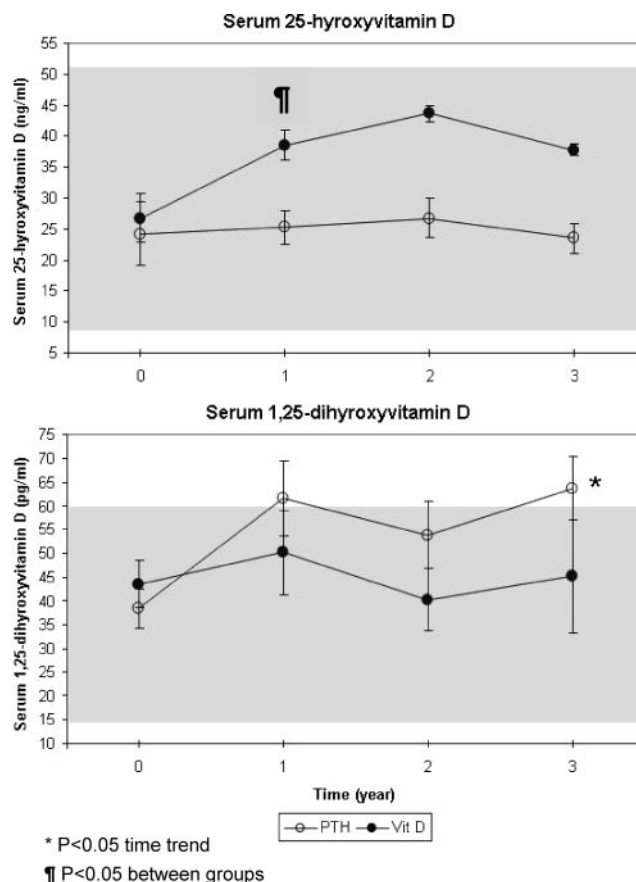 Serum 25-hyroxyvitamin D
Serum 25-hyroxyvitamin D (ng/ml)
55
50
45
40
35
30
25
20
15
10
5
¶
0 1 2 3
Serum 1,25-dihyroxyvitamin D
Serum 1,25-dihyroxyvitamin D (pg/ml)
75
70
65
60
55
50
45
40
35
30
25
20
15
10
*
0 1 2 3
Time (year)
PTH Vit D
* P<0.05 time trend
¶ P<0.05 between groups